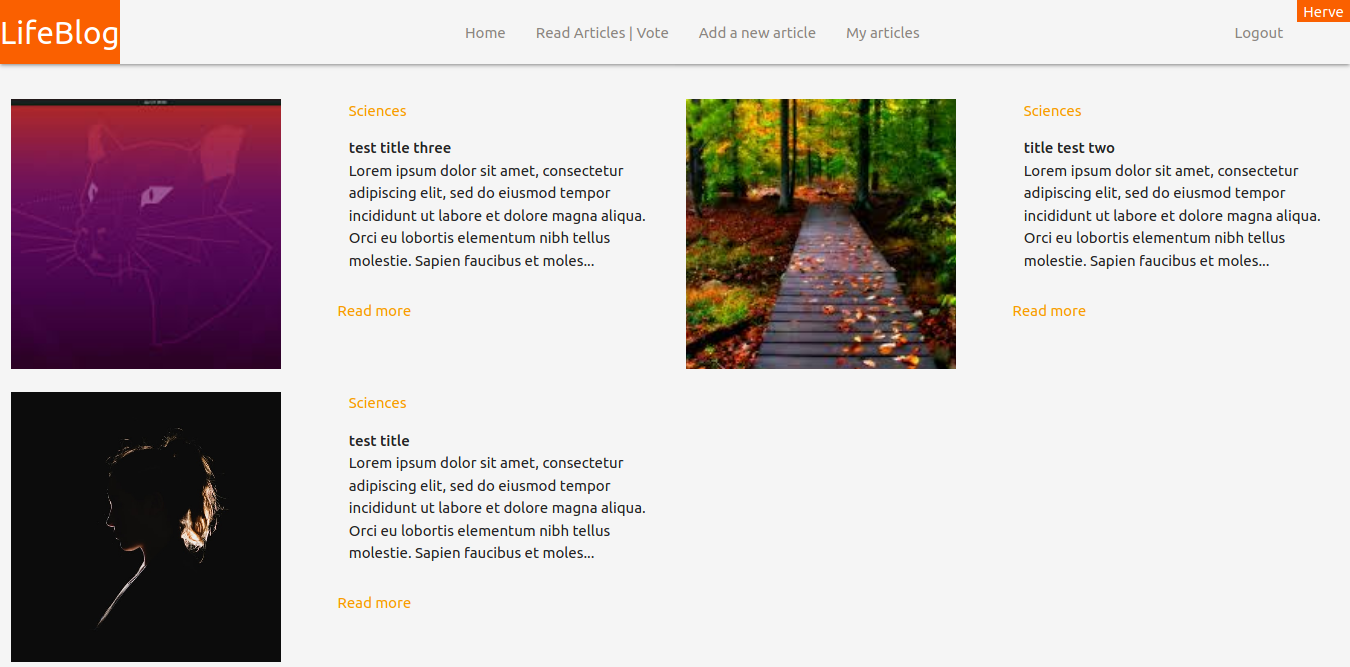 LifeBlog
Home
Read Articles | Vote
Add a new article
My articles
Logout
Herve
Sciences
test title three
Lorem ipsum dolor sit amet, consectetur
adipiscing elit, sed do eiusmod tempor
incididunt ut labore et dolore magna aliqua.
Orci eu lobortis elementum nibh tellus
molestie. Sapien faucibus et moles...
Read more
Sciences
title test two
Lorem ipsum dolor sit amet, consectetur
adipiscing elit, sed do eiusmod tempor
incididunt ut labore et dolore magna aliqua.
Orci eu lobortis elementum nibh tellus
molestie. Sapien faucibus et moles...
Read more
Sciences
test title
Lorem ipsum dolor sit amet, consectetur
adipiscing elit, sed do eiusmod tempor
incididunt ut labore et dolore magna aliqua.
Orci eu lobortis elementum nibh tellus
molestie. Sapien faucibus et moles...
Read more